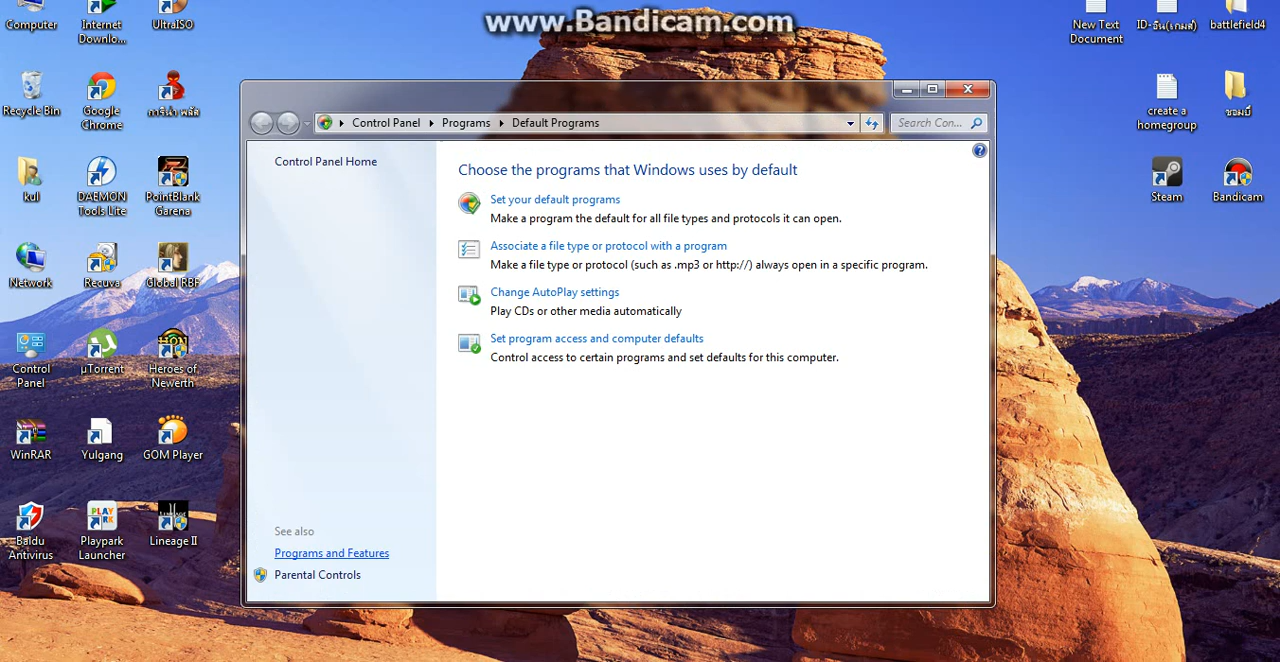 www.Bandicam.com
Computer
Internet
Downlo...
UltraISO
New Text
Document
ID-อัน(เกมส์)
battlefield4
Recycle Bin
Google
Chrome
การีน่า พลัส
create a
homegroup
ซอมบี้
kul
DAEMON
Tools Lite
PointBlank
Garena
Steam
Bandicam
Network
Recuva
Global RBF
Control
Panel
µTorrent
Heroes of
Newerth
WinRAR
Yulgang
GOM Player
Baidu
Antivirus
Playpark
Launcher
Lineage II
Control Panel
Programs
Default Programs
Search Con...
Control Panel Home
Choose the programs that Windows uses by default
Set your default programs
Make a program the default for all file types and protocols it can open.
Associate a file type or protocol with a program
Make a file type or protocol (such as .mp3 or http://) always open in a specific program.
Change AutoPlay settings
Play CDs or other media automatically
Set program access and computer defaults
Control access to certain programs and set defaults for this computer.
See also
Programs and Features
Parental Controls